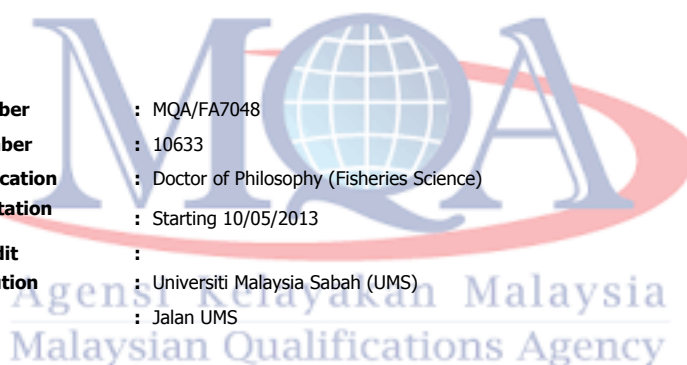 MQA
ber : MQA/FA7048
ber : 10633
cation : Doctor of Philosophy (Fisheries Science)
tation : Starting 10/05/2013
dit :
tion : Universiti Malaysia Sabah (UMS)
: Jalan UMS
Agensi Kelayakan Malaysia
Malaysian Qualifications Agency